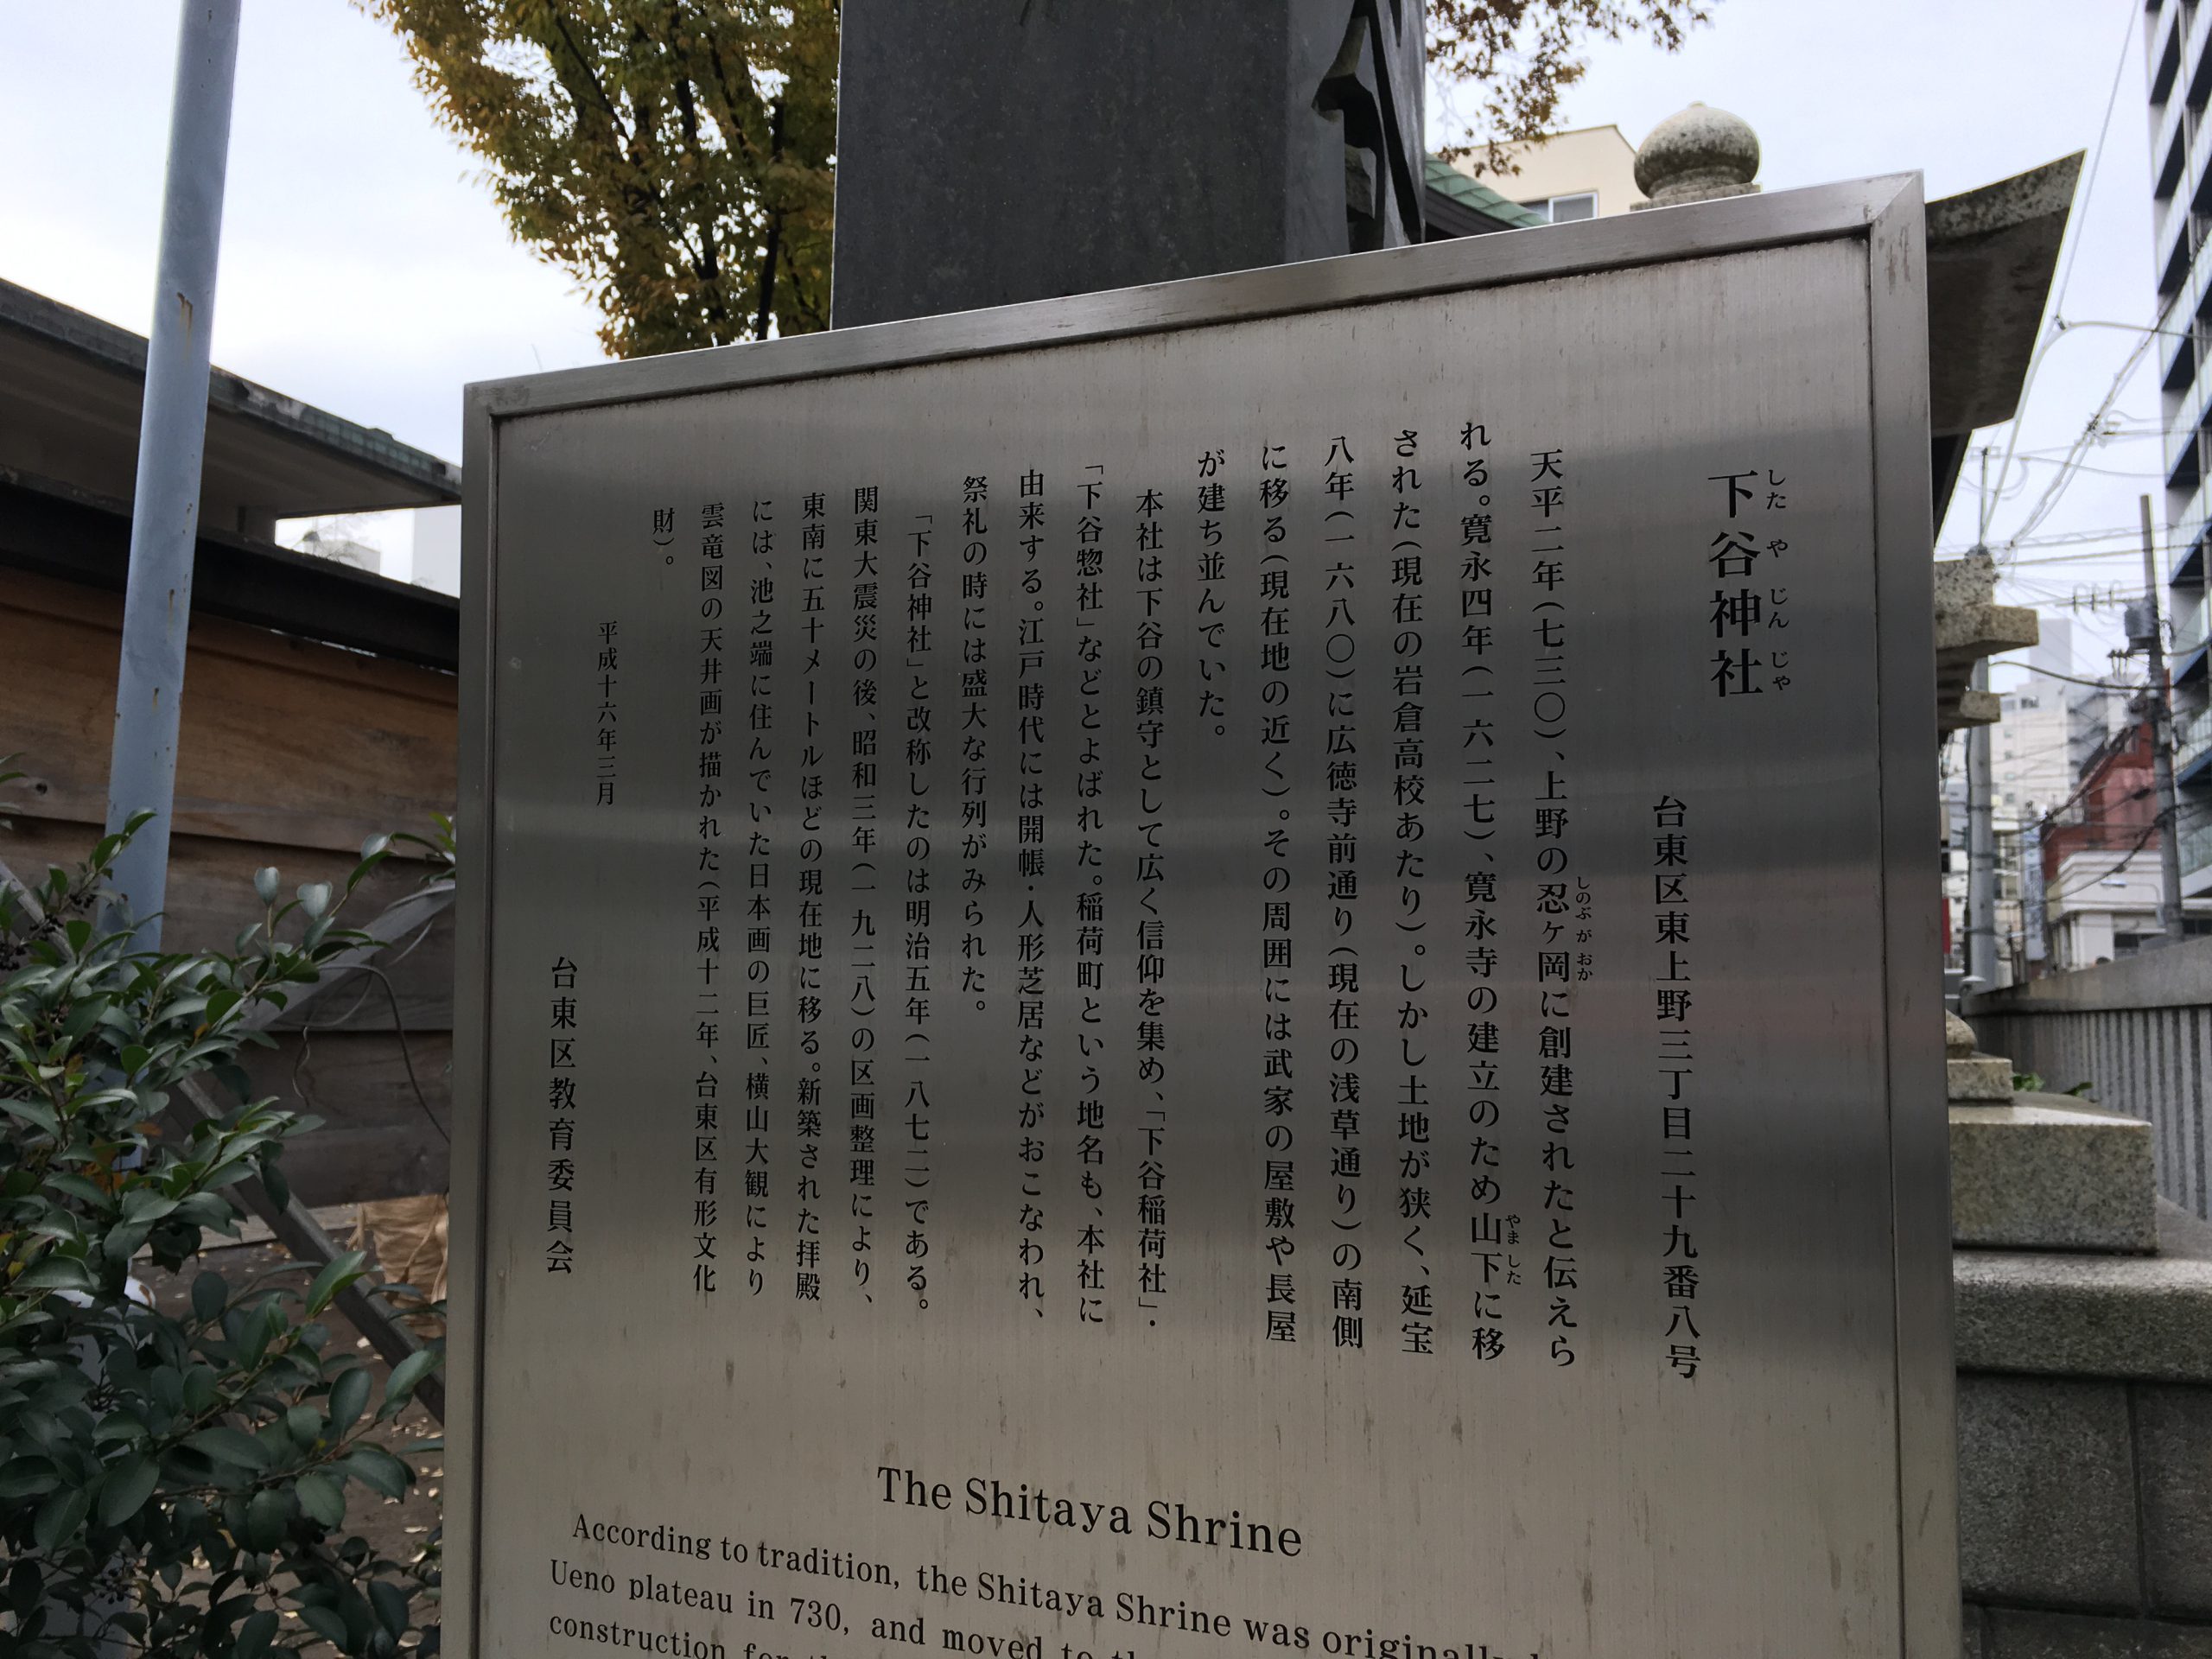 下谷神社
したやじんじゃ
台東区東上野三丁目二十九番八号
天平二年(七三〇)、上野の忍ヶ岡に創建されたと伝えら
しのぶがおか
れる。寛永四年(一六二七)、寛永寺の建立のため山下に移
やました
された(現在の岩倉高校あたり)。しかし土地が狭く、延宝
八年(一六八〇)に広徳寺前通り(現在の浅草通り)の南側
に移る(現在地の近く)。その周囲には武家の屋敷や長屋
が建ち並んでいた。
本社は下谷の鎮守として広く信仰を集め、「下谷稲荷社」・
「下谷惣社」などとよばれた。稲荷町という地名も、本社に
由来する。江戸時代には開帳・人形芝居などがおこなわれ、
祭礼の時には盛大な行列がみられた。
「下谷神社」と改称したのは明治五年(一八七二)である。
関東大震災の後、昭和三年(一九二八)の区画整理により、
東南に五十メートルほどの現在地に移る。新築された拝殿
には、池之端に住んでいた日本画の巨匠、横山大観により
雲竜図の天井画が描かれた(平成十二年、台東区有形文化
財)。
平成十六年三月
台東区教育委員会
The Shitaya Shrine
According to tradition, the Shitaya Shrine was originally
Ueno plateau in 730, and moved to
construction for